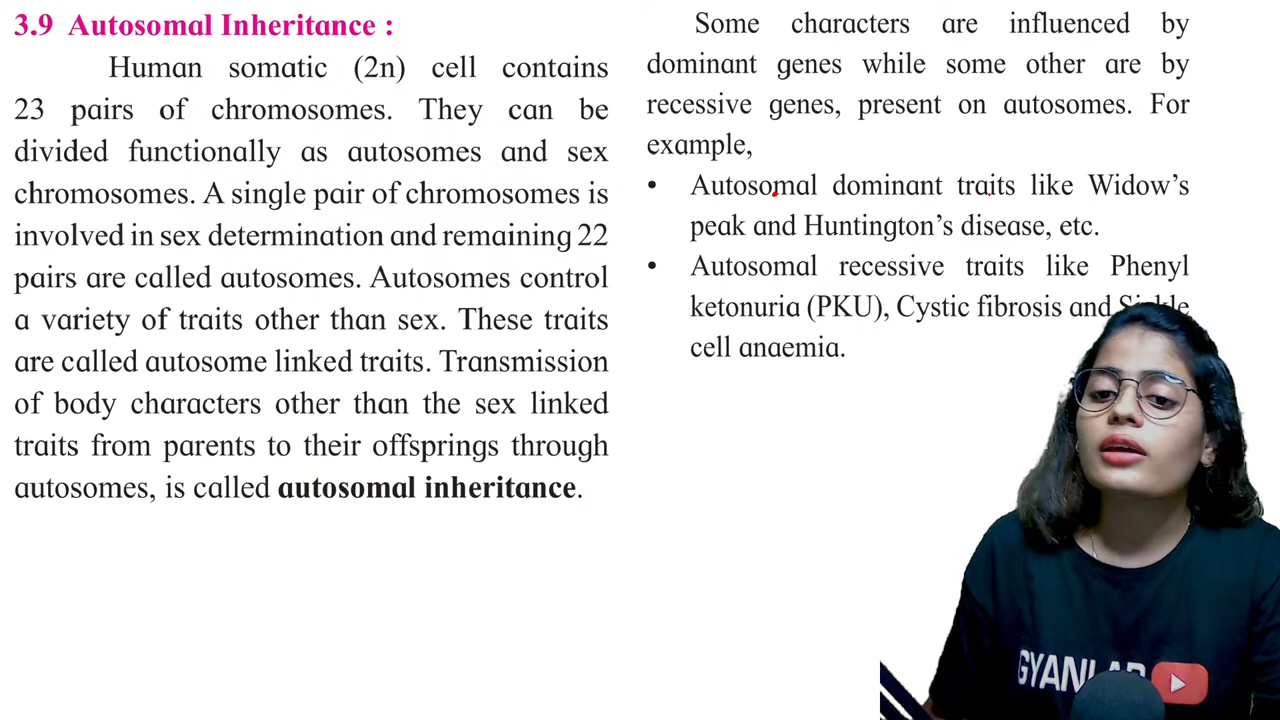 3.9 Autosomal Inheritance :
Human somatic (2n) cell contains
23 pairs of chromosomes. They can be
divided functionally as autosomes and sex
chromosomes. A single pair of chromosomes is
involved in sex determination and remaining 22
pairs are called autosomes. Autosomes control
a variety of traits other than sex. These traits
are called autosome linked traits. Transmission
of body characters other than the sex linked
traits from parents to their offsprings through
autosomes, is called autosomal inheritance.
Some characters are influenced by
dominant genes while some other are by
recessive genes, present on autosomes. For
example,
• Autosomal dominant traits like Widow's
peak and Huntington's disease, etc.
• Autosomal recessive traits like Phenyl
ketonuria (PKU), Cystic fibrosis and Sickle
cell anaemia.
GYANLAB